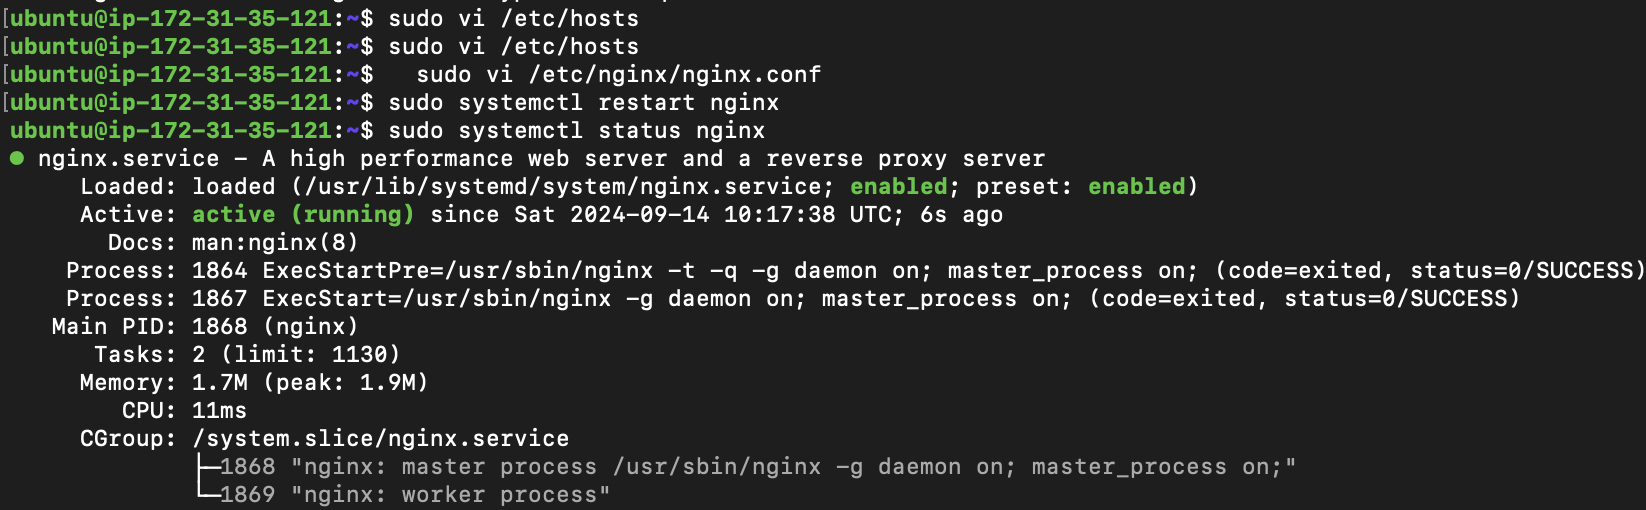 [ubuntu@ip-172-31-35-121:~$ sudo vi /etc/hosts
[ubuntu@ip-172-31-35-121:~$ sudo vi /etc/hosts
[ubuntu@ip-172-31-35-121:~$   sudo vi /etc/nginx/nginx.conf
[ubuntu@ip-172-31-35-121:~$ sudo systemctl restart nginx
ubuntu@ip-172-31-35-121:~$ sudo systemctl status nginx
● nginx.service - A high performance web server and a reverse proxy server
Loaded: loaded (/usr/lib/systemd/system/nginx.service; enabled; preset: enabled)
Active: active (running) since Sat 2024-09-14 10:17:38 UTC; 6s ago
Docs: man:nginx(8)
Process: 1864 ExecStartPre=/usr/sbin/nginx -t -q -g daemon on; master_process on; (code=exited, status=0/SUCCESS)
Process: 1867 ExecStart=/usr/sbin/nginx -g daemon on; master_process on; (code=exited, status=0/SUCCESS)
Main PID: 1868 (nginx)
Tasks: 2 (limit: 1130)
Memory: 1.7M (peak: 1.9M)
CPU: 11ms
CGroup: /system.slice/nginx.service
├─1868 "nginx: master process /usr/sbin/nginx -g daemon on; master_process on;"
└─1869 "nginx: worker process"